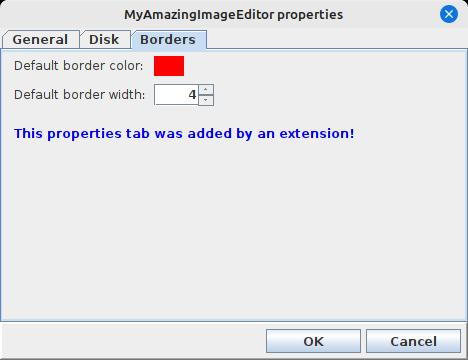 MyAmazingImageEditor properties
General Disk Borders
Default border color:
Default border width: 4
This properties tab was added by an extension!
OK Cancel